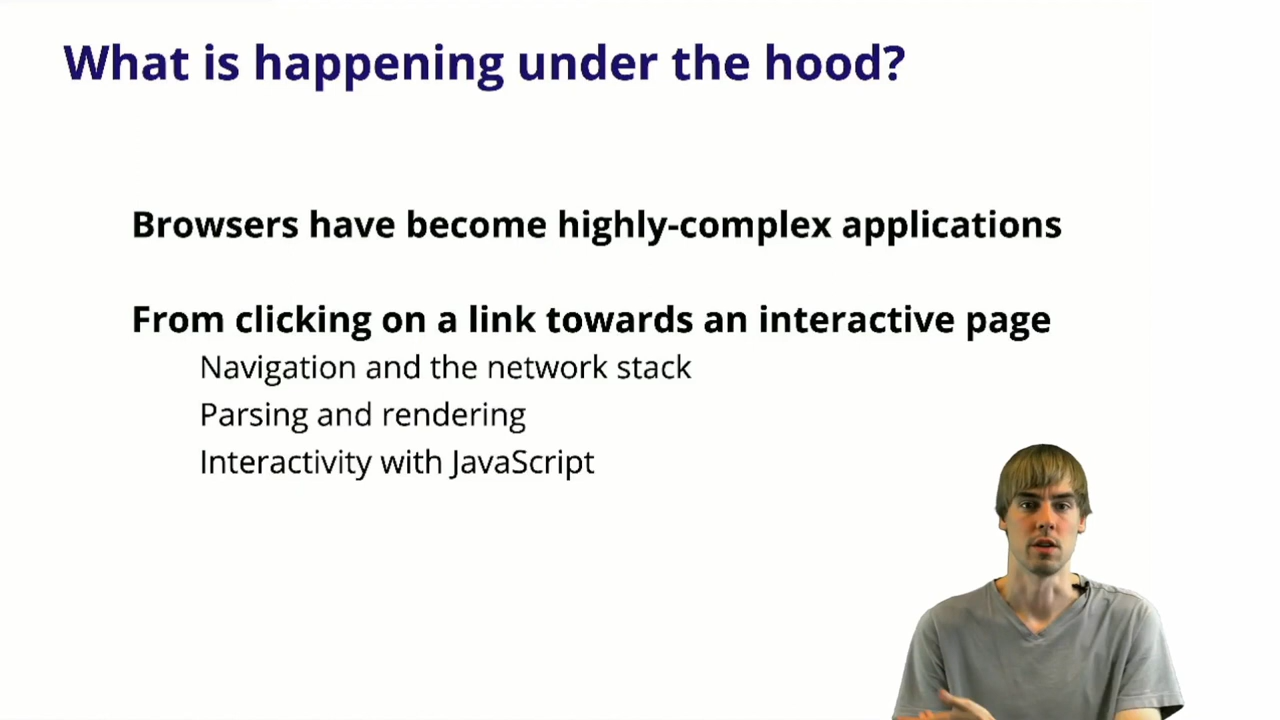 What is happening under the hood?
Browsers have become highly-complex applications
From clicking on a link towards an interactive page
Navigation and the network stack
Parsing and rendering
Interactivity with JavaScript